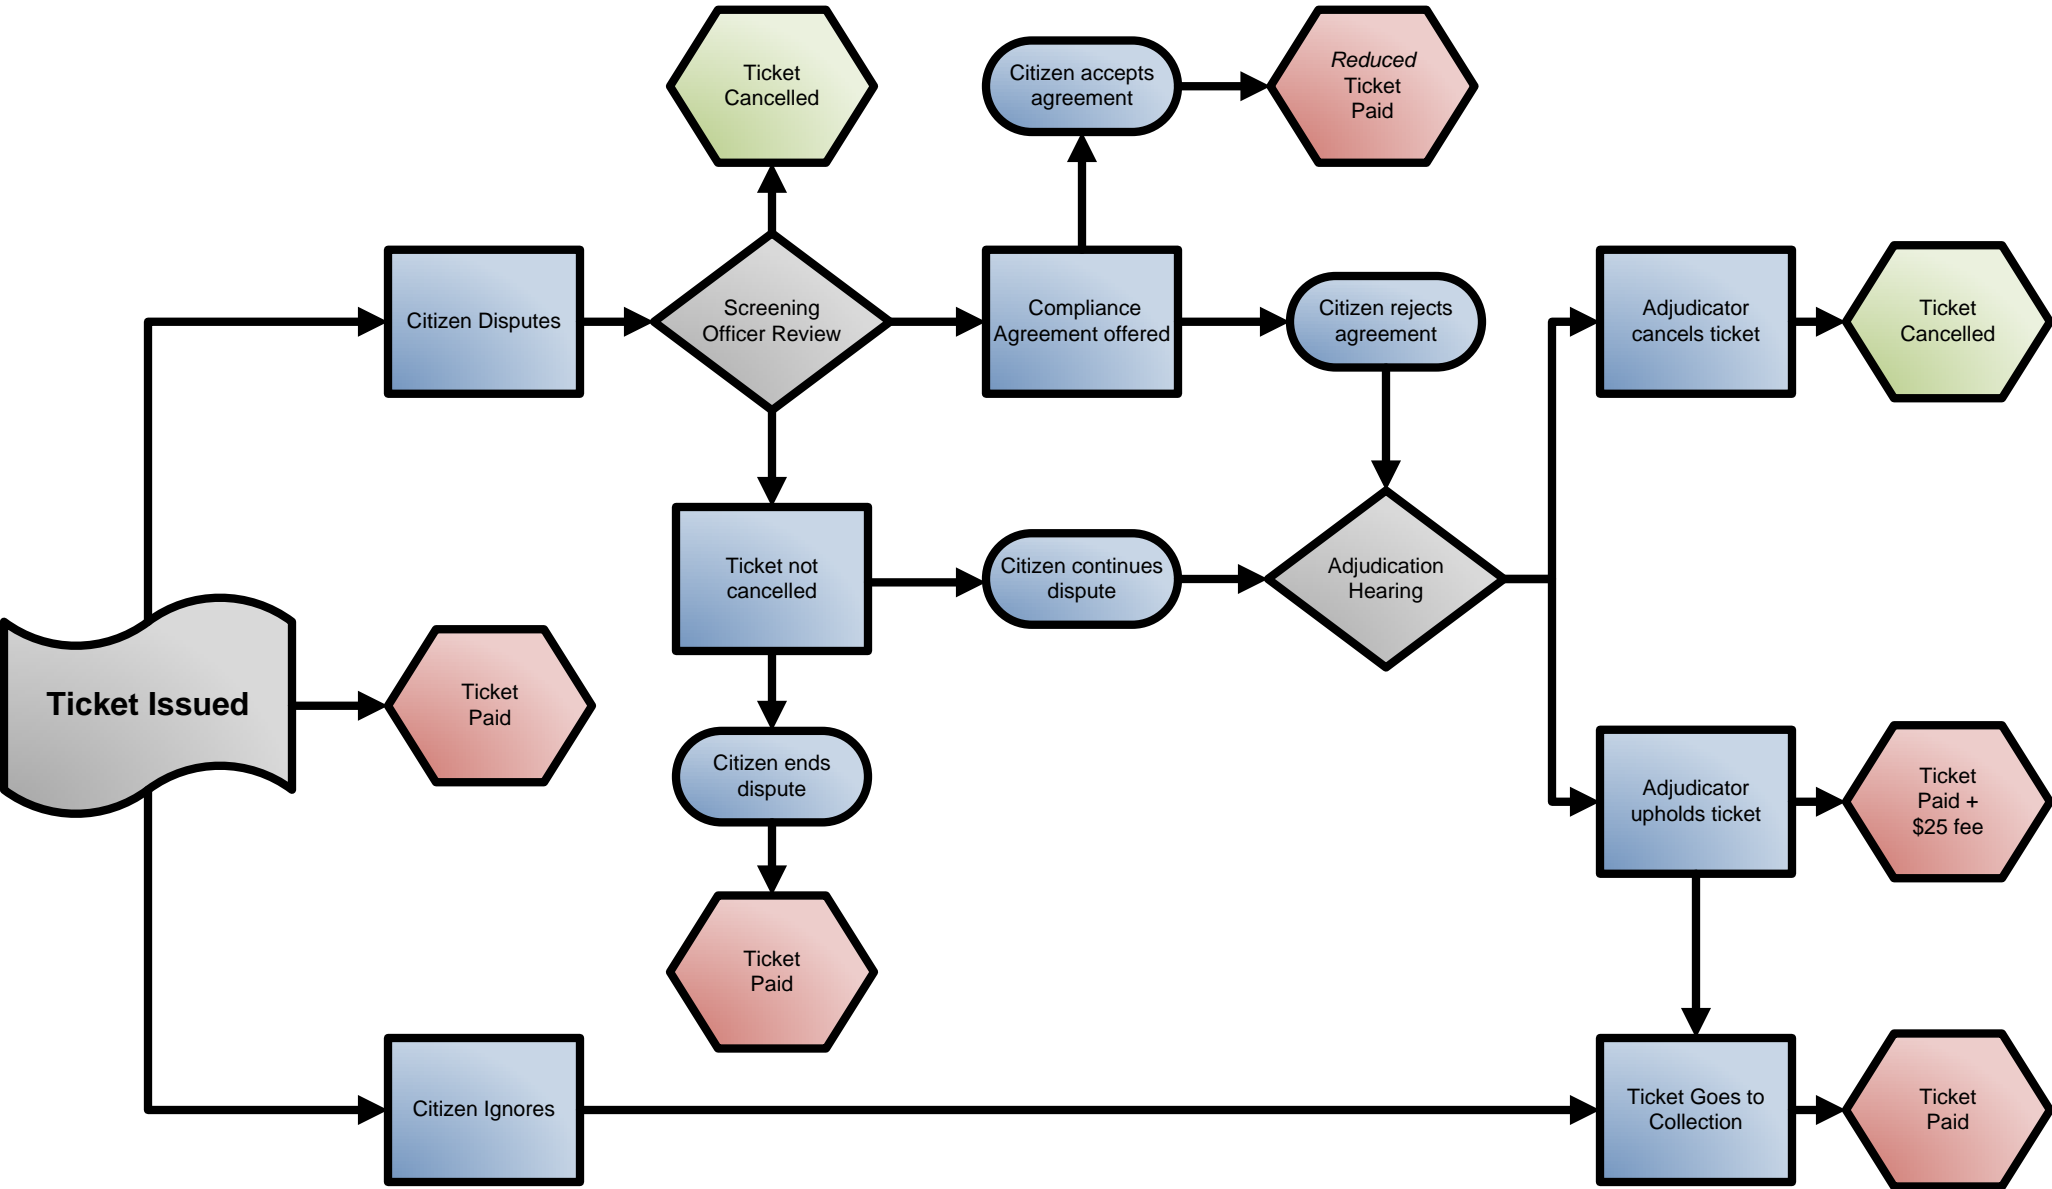 Ticket
Cancelled
Citizen accepts
agreement
Reduced
Ticket
Paid
Citizen Disputes
Screening
Officer Review
Compliance
Agreement offered
Citizen rejects
agreement
Adjudicator
cancels ticket
Ticket
Cancelled
Ticket not
cancelled
Citizen continues
dispute
Adjudication
Hearing
Ticket Issued
Ticket
Paid
Citizen ends
dispute
Adjudicator
upholds ticket
Ticket
Paid +
$25 fee
Ticket
Paid
Citizen Ignores
Ticket Goes to
Collection
Ticket
Paid